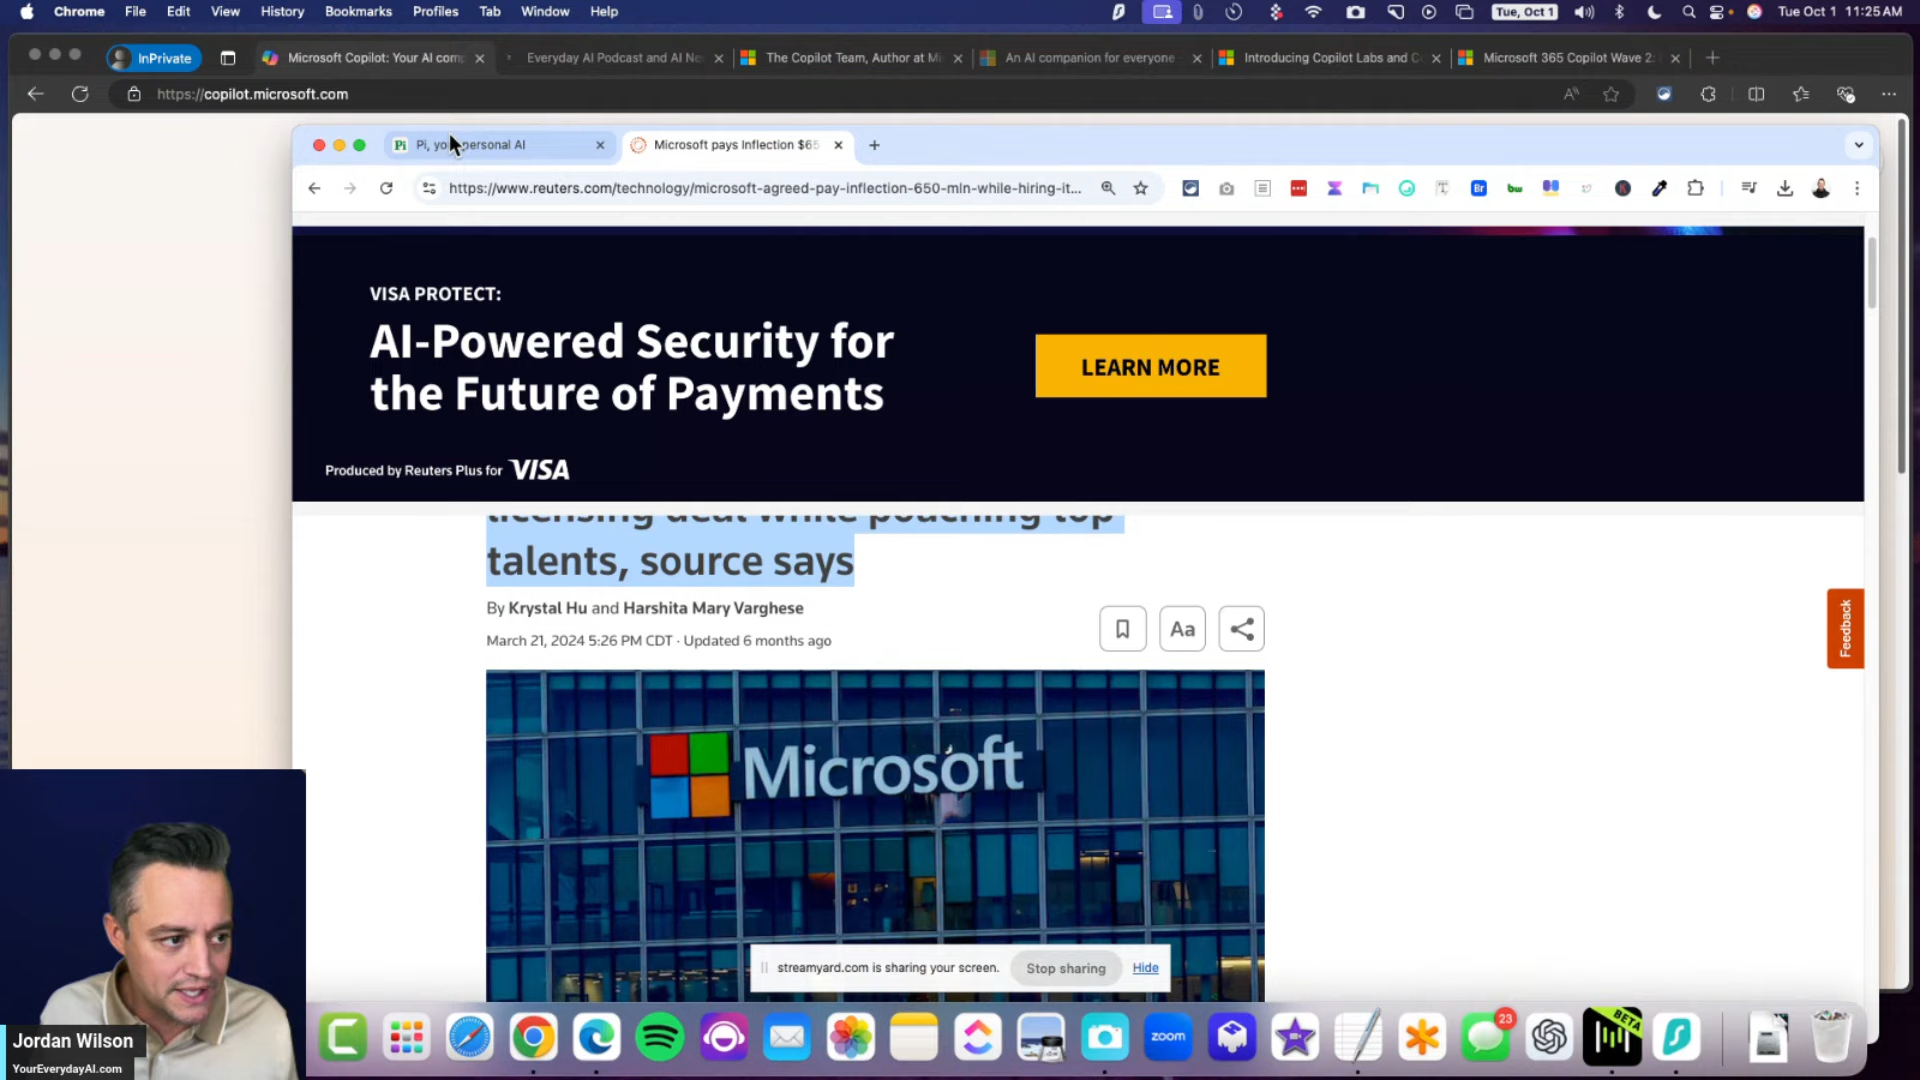 Chrome File Edit View History Bookmarks Profiles Tab Window Help
Tue, Oct 1
Tue Oct 1 11:25 AM
InPrivate
Microsoft Copilot: Your AI com
Everyday AI Podcast and AI Ne
The Copilot Team, Author at Mi
An AI companion for everyone
Introducing Copilot Labs and C
Microsoft 365 Copilot Wave 2:
https://copilot.microsoft.com
Pi
Microsoft pays Inflection $65
https://www.reuters.com/technology/microsoft-agreed-pay-inflection-650-mln-while-hiring-it...
VISA PROTECT:
AI-Powered Security for
the Future of Payments
LEARN MORE
Produced by Reuters Plus for VISA
licensing deal while poaching top
talents, source says
By Krystal Hu and Harshita Mary Varghese
March 21, 2024 5:26 PM CDT · Updated 6 months ago
Aa
Feedback
Microsoft
streamyard.com is sharing your screen.
Stop sharing
Hide
zoom
23
BETA
Jordan Wilson
YourEverydayAI.com